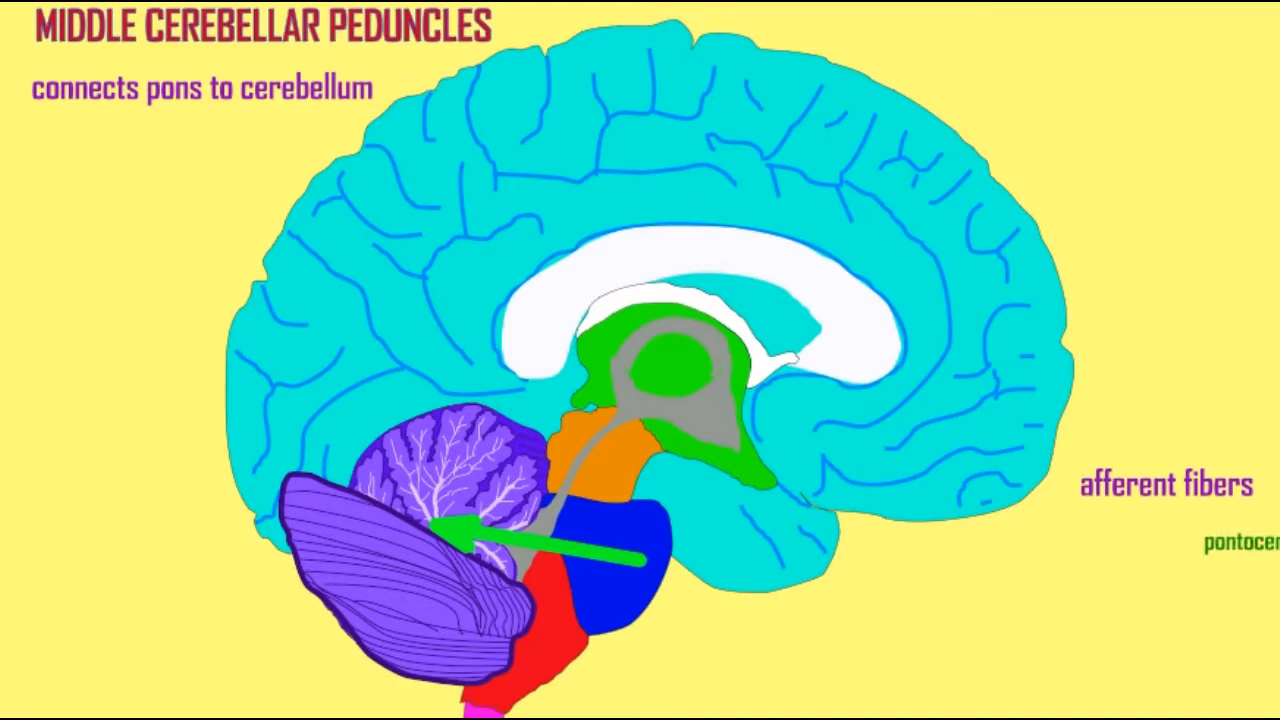 MIDDLE CEREBELLAR PEDUNCLES
connects pons to cerebellum
afferent fibers